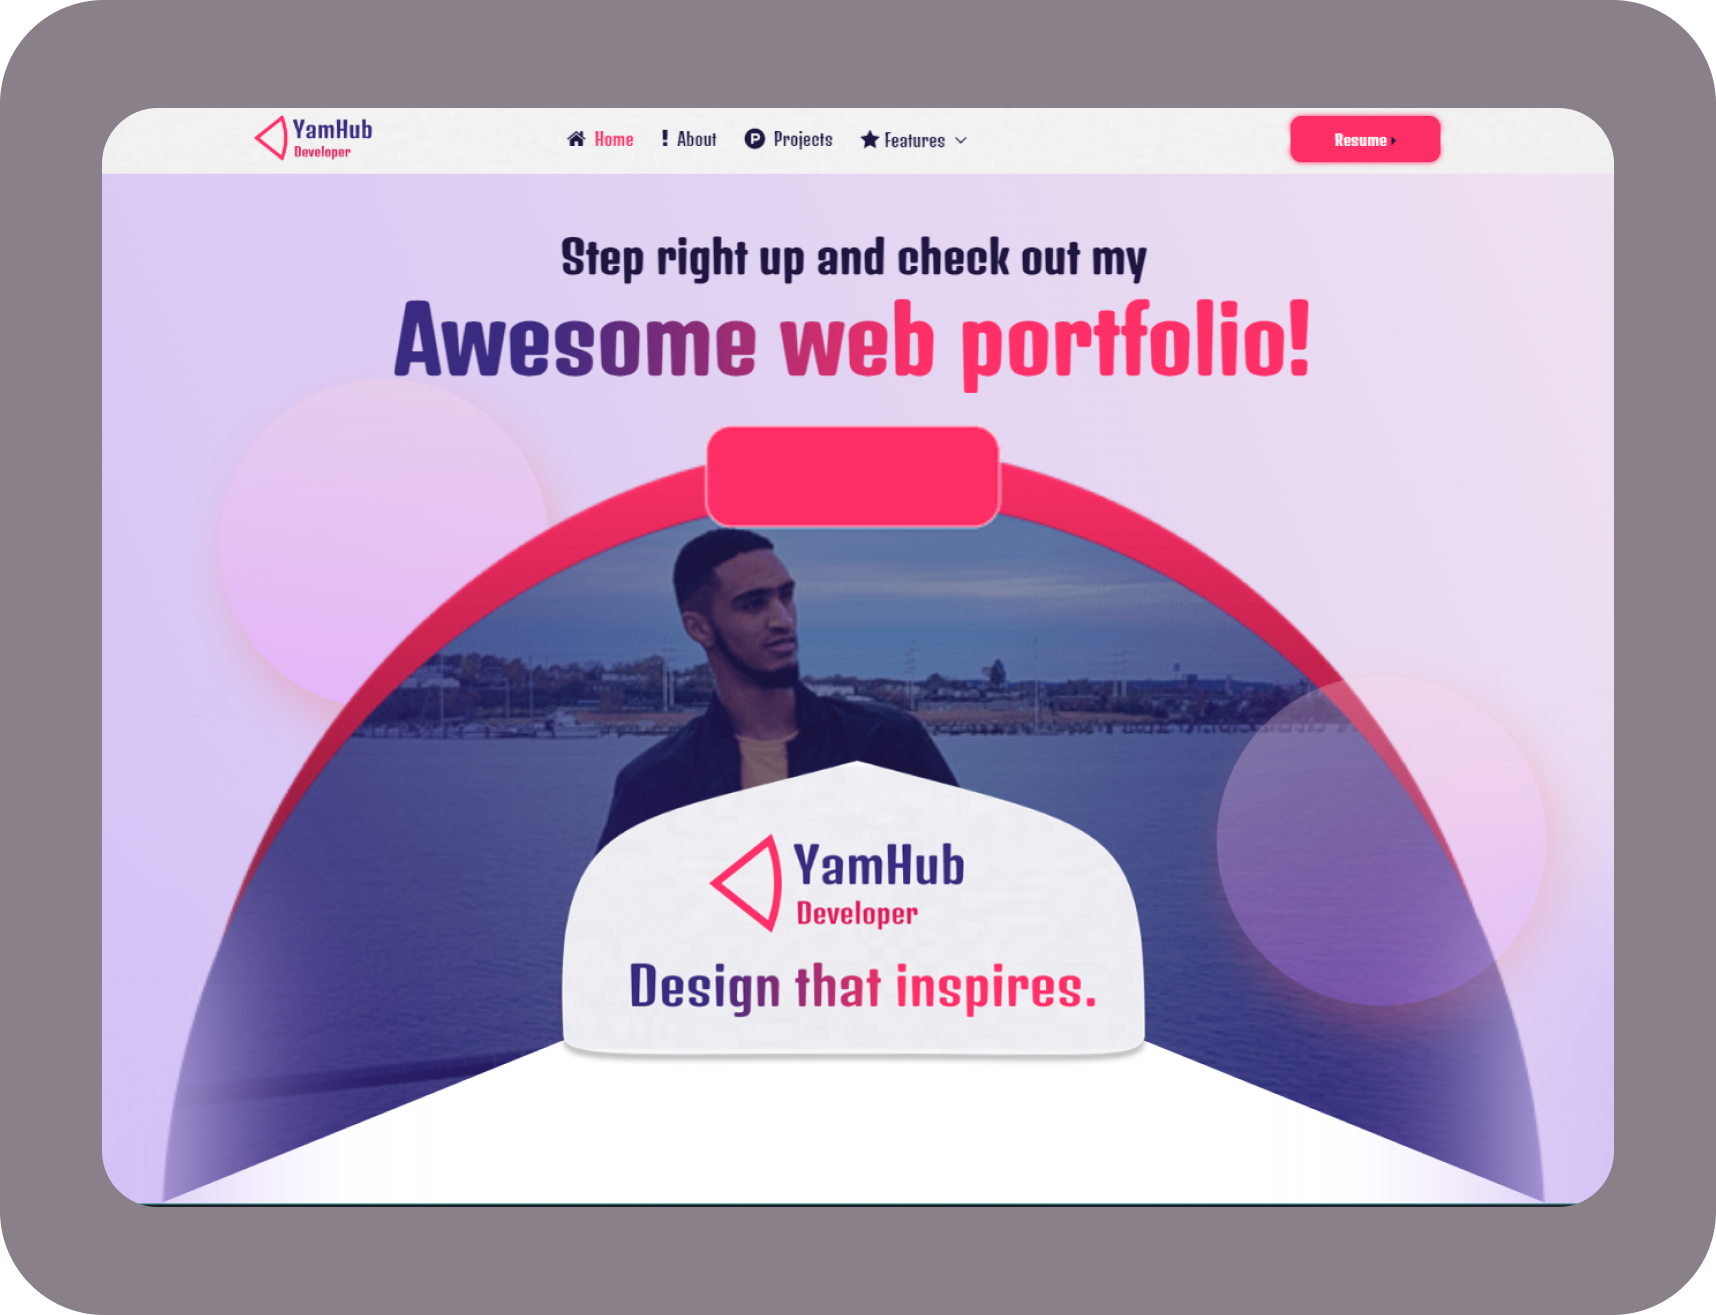 YamHub
Developer
Home
About
Projects
Features
Resume
Step right up and check out my
Awesome web portfolio!
YamHub
Developer
Design that inspires.